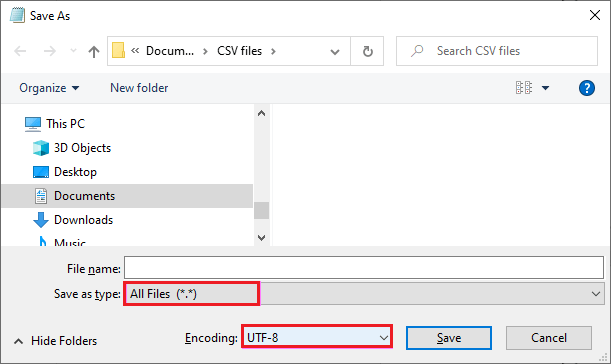 Save As
« Docum... › CSV files ›
Search CSV files
Organize
New folder
?
This PC
3D Objects
Desktop
Documents
Downloads
Music
File name:
Save as type: All Files (*.*)
Hide Folders
Encoding: UTF-8
Save
Cancel